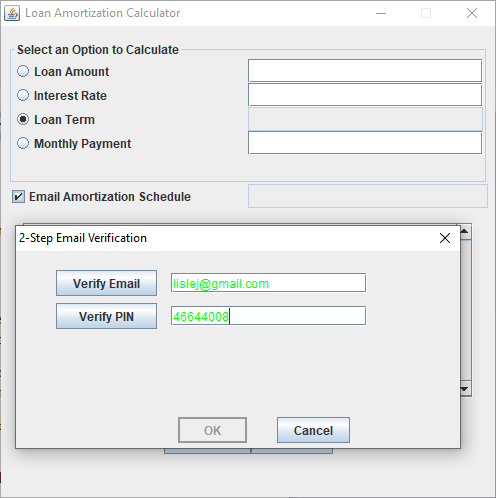 Loan Amortization Calculator
Select an Option to Calculate
Loan Amount
Interest Rate
Loan Term
Monthly Payment
Email Amortization Schedule
2-Step Email Verification
Verify Email lislej@gmail.com
Verify PIN 46644008
OK Cancel